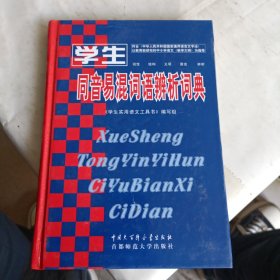 学生
同音易混词语辨析词典
《学生实用语文工具书》编写组
XueSheng
TongYinYiHun
CiYuBianXi
CiDian
中国大百科全书出版社
首都师范大学出版社